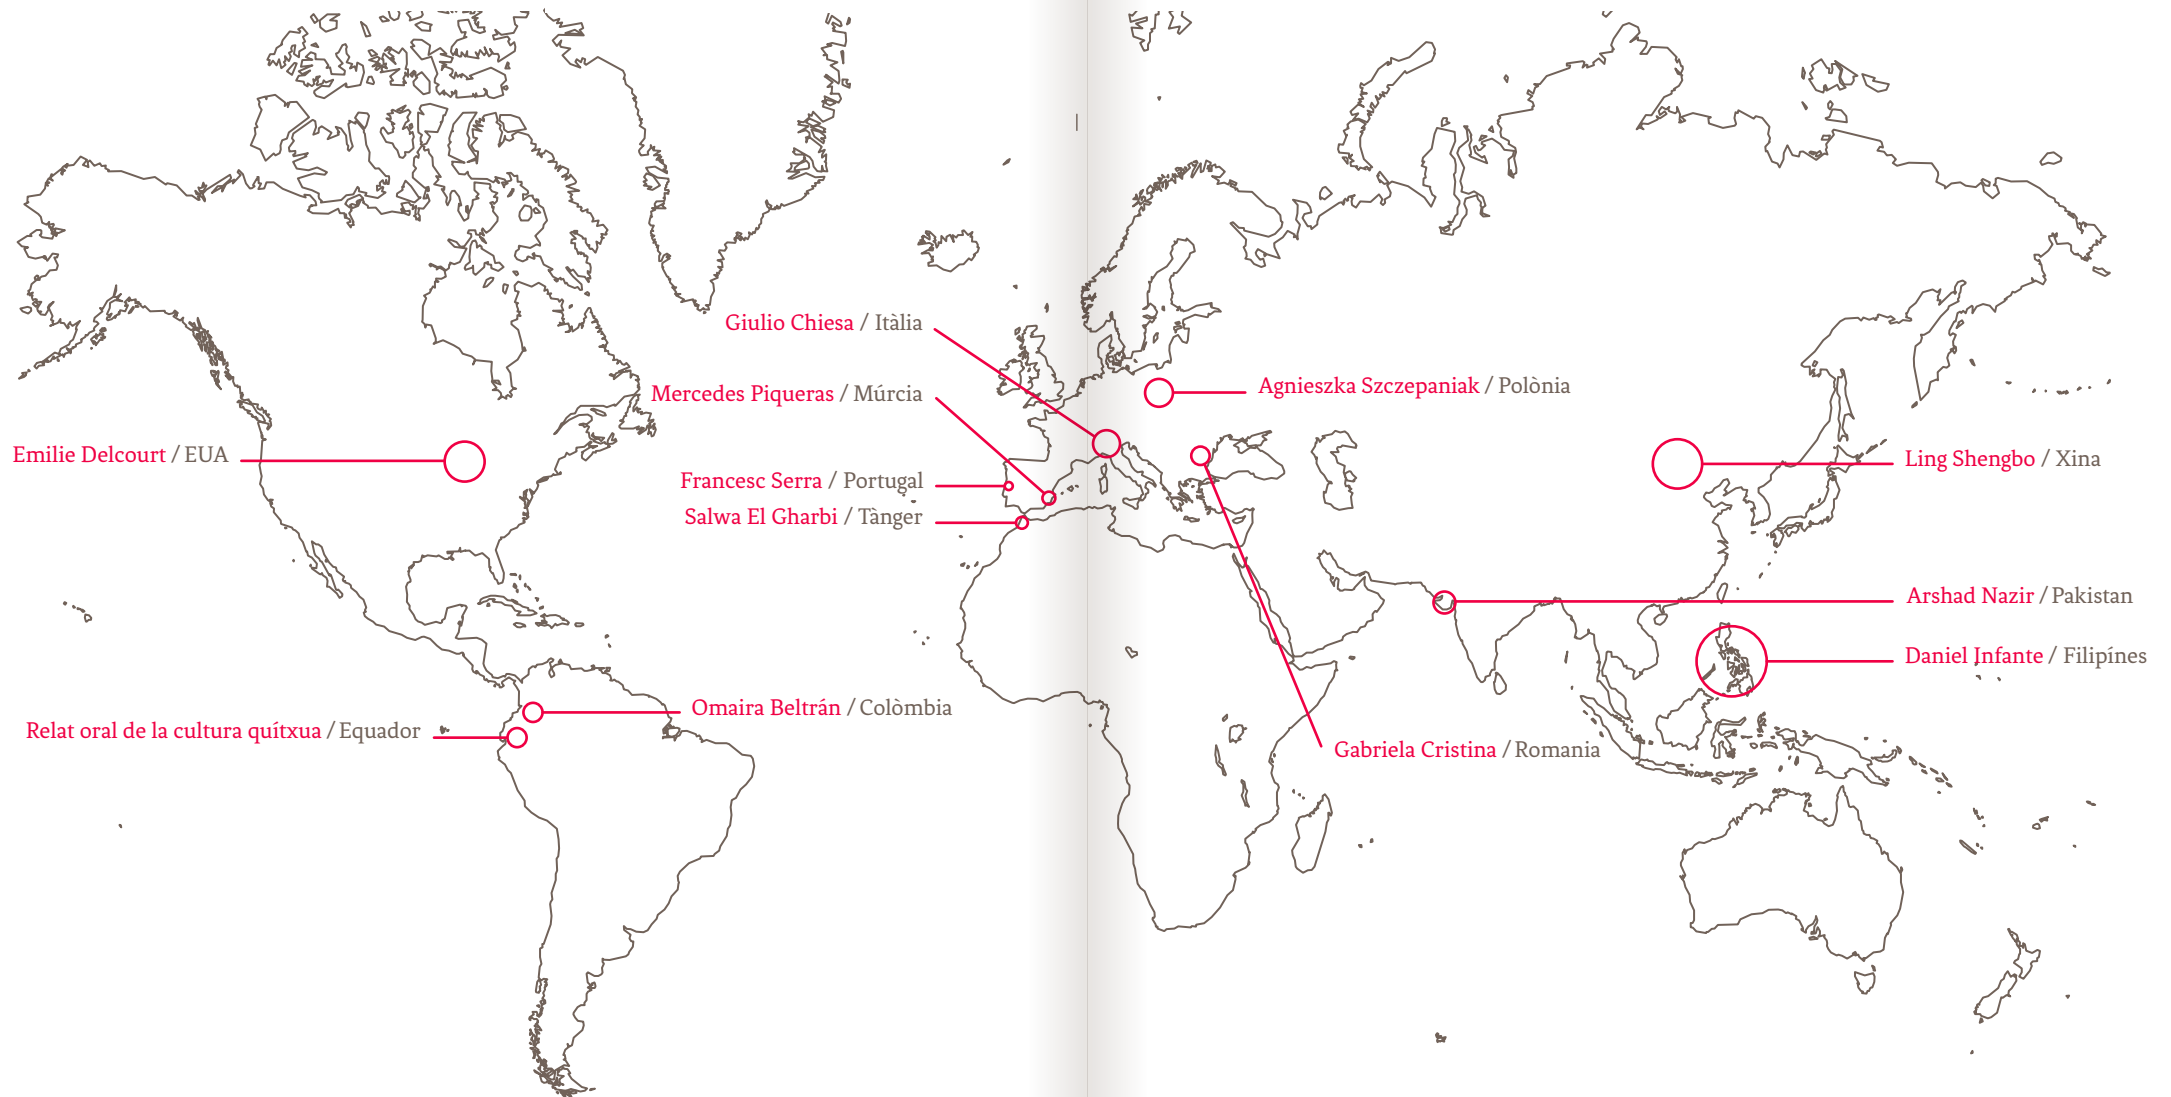 Giulio Chiesa / Itàlia
Agnieszka Szczepaniak / Polònia
Mercedes Piqueras / Múrcia
Emilie Delcourt / EUA
Ling Shengbo / Xina
Francesc Serra / Portugal
Salwa El Gharbi / Tànger
Arshad Nazir / Pakistan
Daniel Infante / Filipínes
Omaira Beltrán / Colòmbia
Relat oral de la cultura quítxua / Equador
Gabriela Cristina / Romania